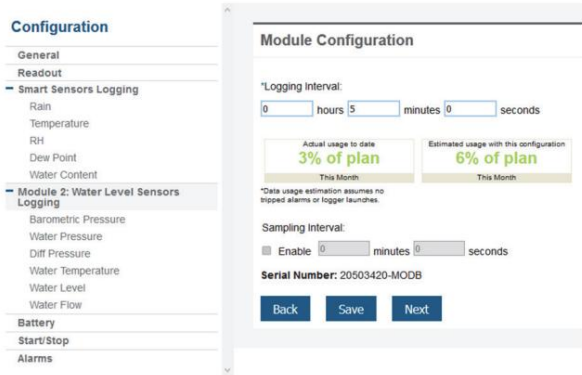 Configuration
General
Readout
Smart Sensors Logging
Rain
Temperature
RH
Dew Point
Water Content
Module 2: Water Level Sensors
Logging
Barometric Pressure
Water Pressure
Diff Pressure
Water Temperature
Water Level
Water Flow
Battery
Start/Stop
Alarms
Module Configuration
*Logging Interval:
0 hours 5 minutes 0 seconds
Actual usage to date
3% of plan
This Month
Estimated usage with this configuration
6% of plan
This Month
*Data usage estimation assumes no
tripped alarms or logger launches.
Sampling Interval:
Enable 0 minutes 0 seconds
Serial Number: 20503420-MODB
Back Save Next